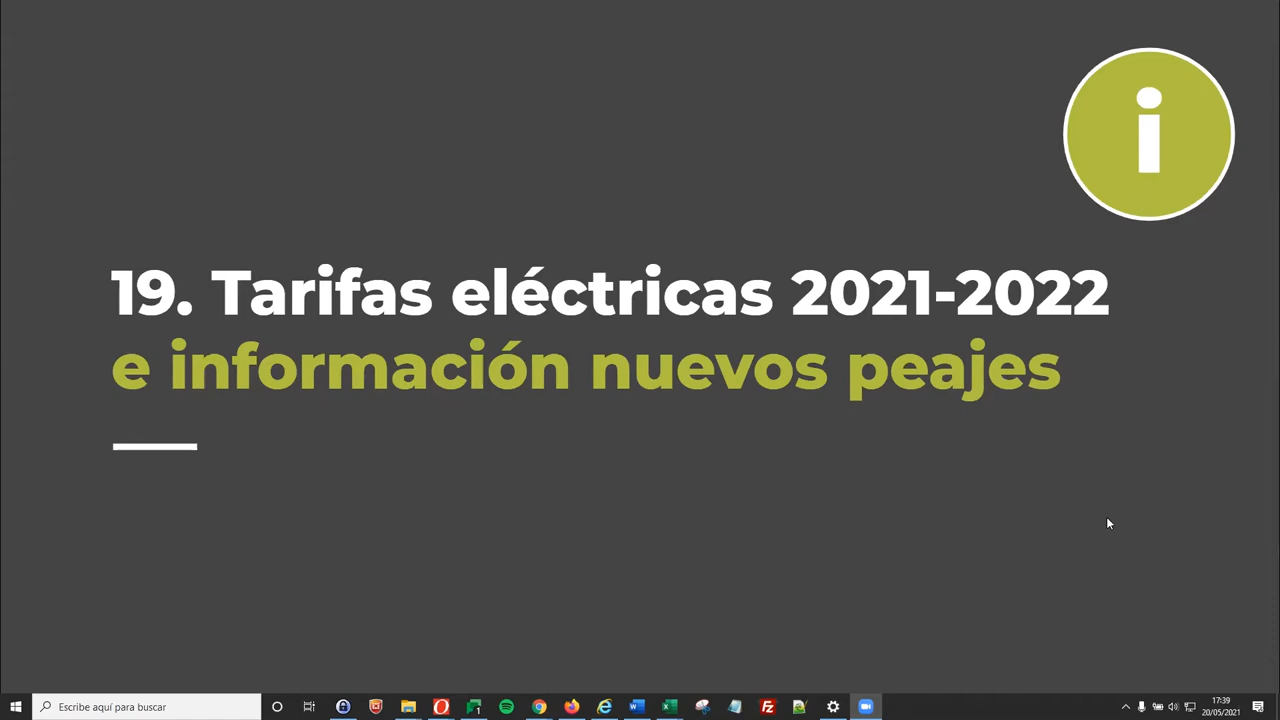 i
19. Tarifas eléctricas 2021-2022
e información nuevos peajes
Escribe aquí para buscar
17:39
20/05/2021